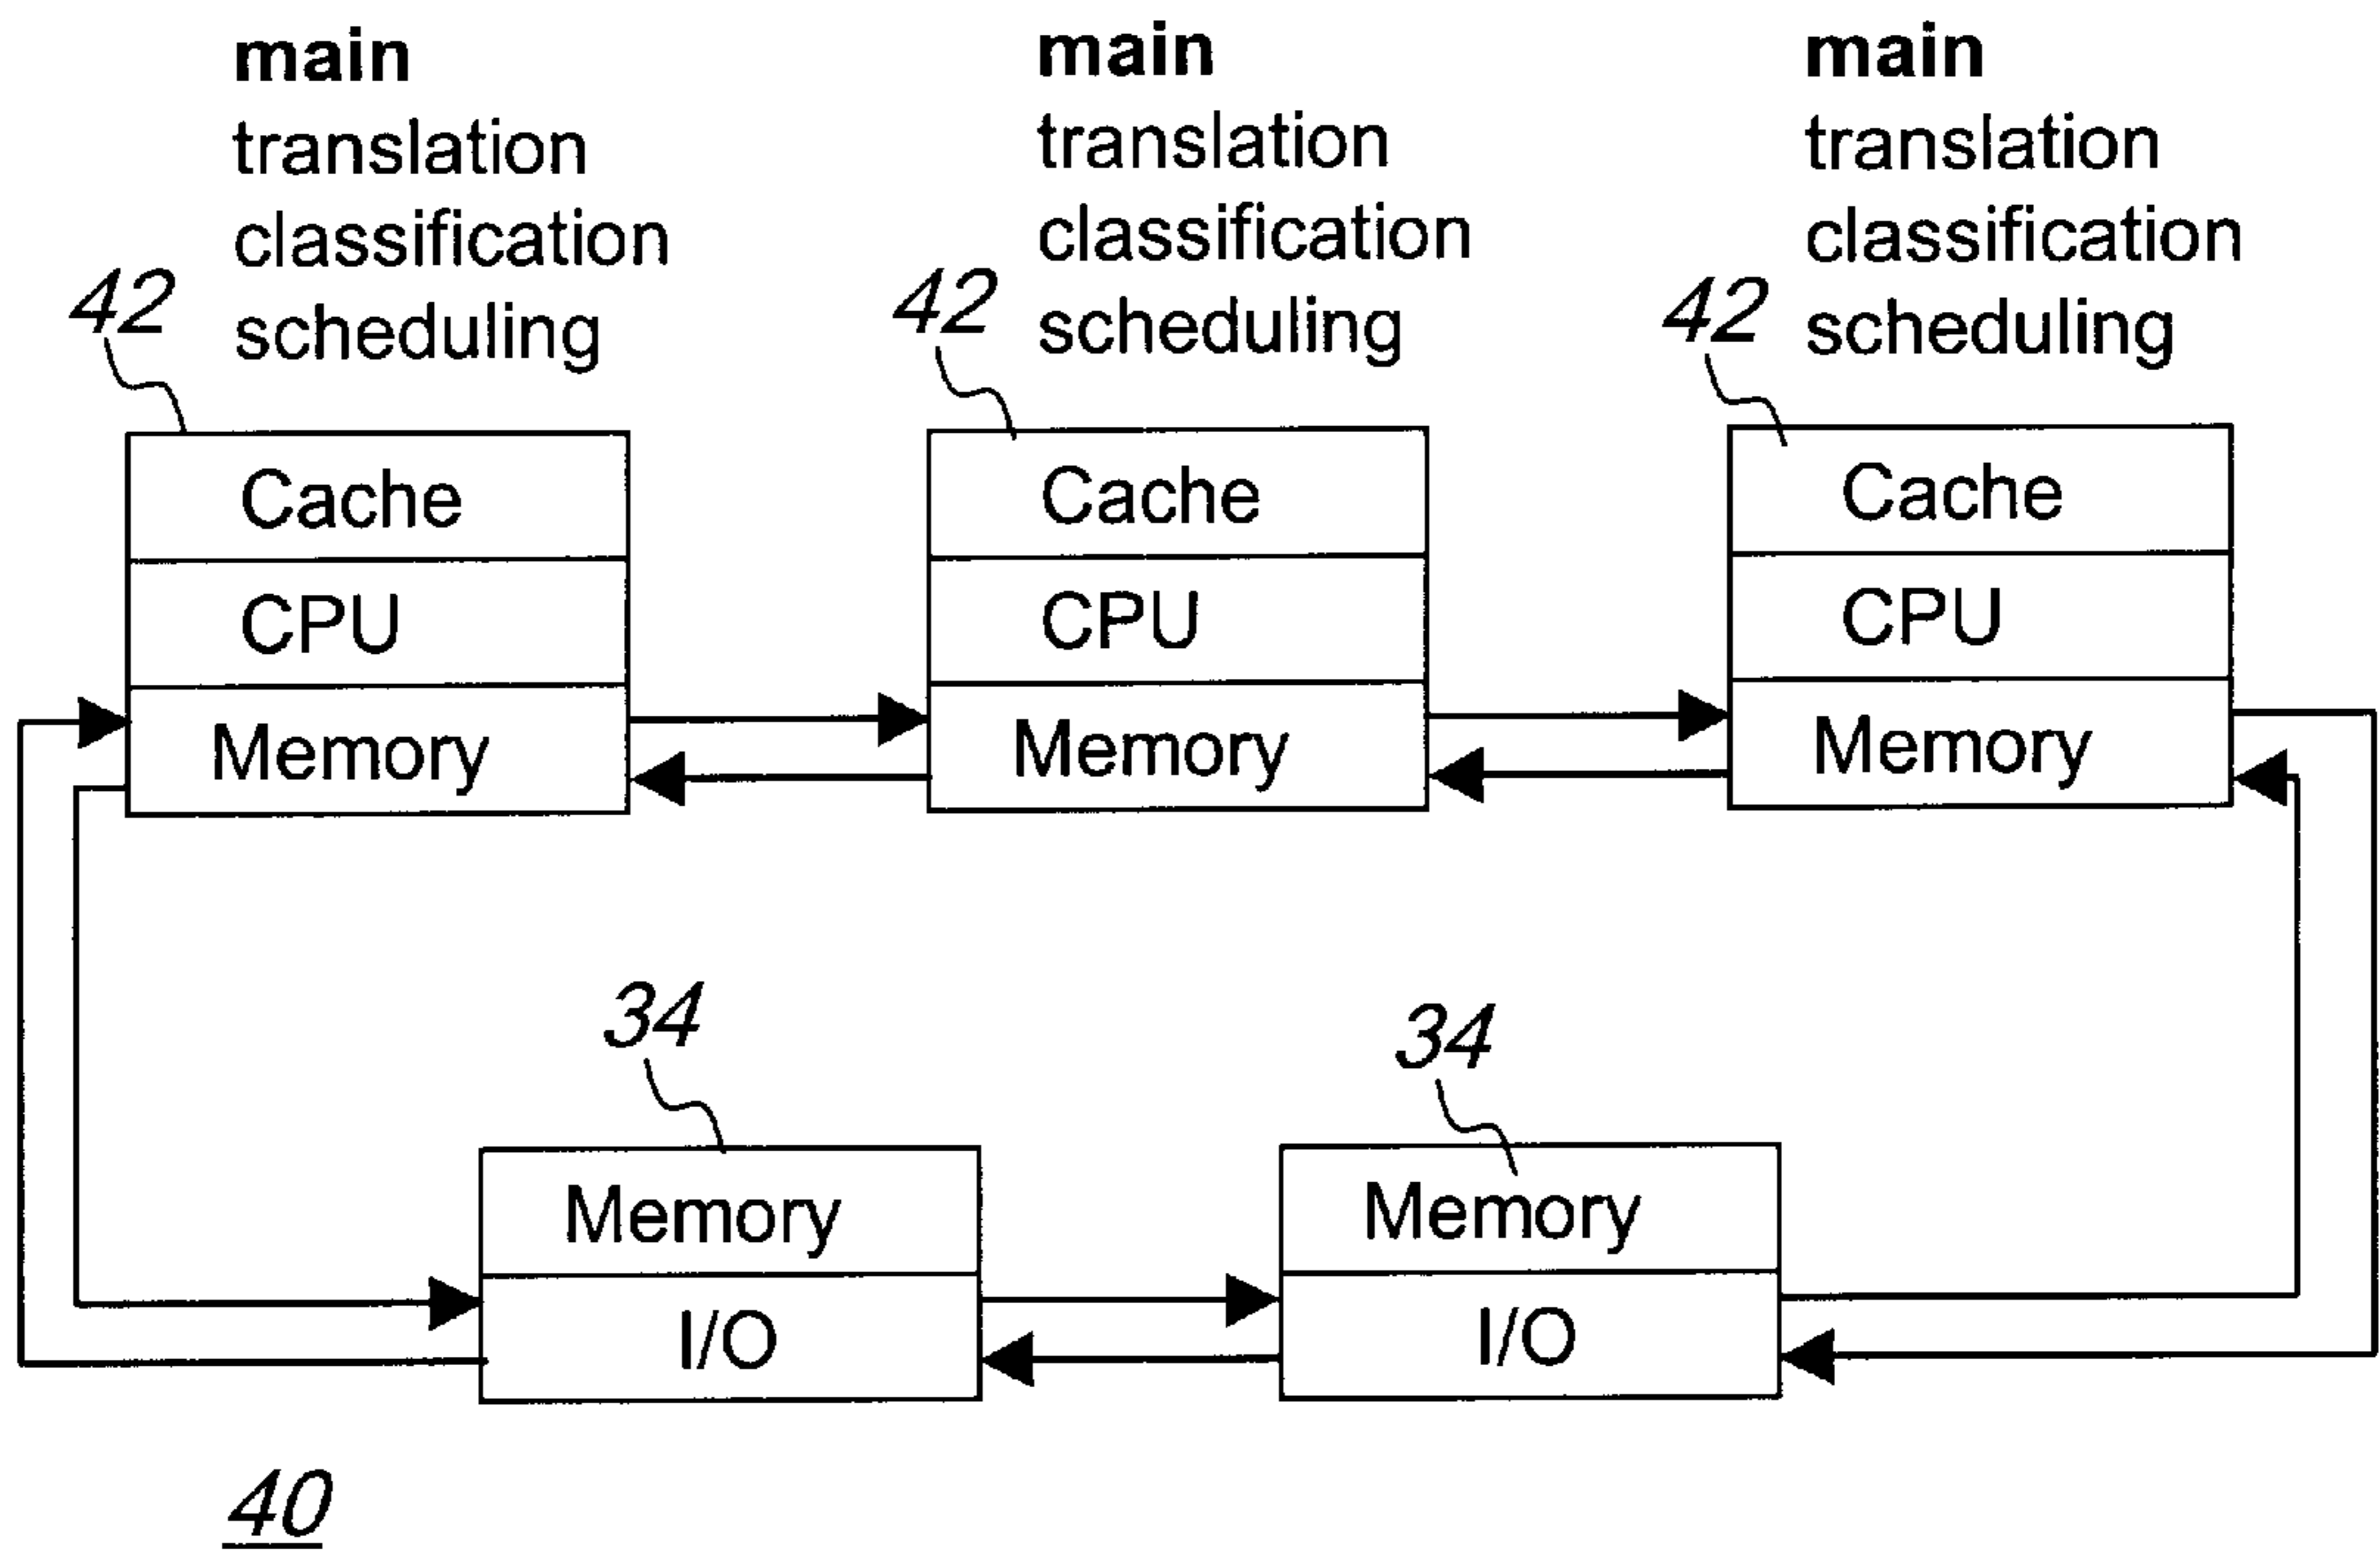 main
translation
classification
scheduling
main
translation
classification
scheduling
main
translation
classification
scheduling
42
42
42
Cache
CPU
Memory
Cache
CPU
Memory
Cache
CPU
Memory
34
34
Memory
I/O
Memory
I/O
40